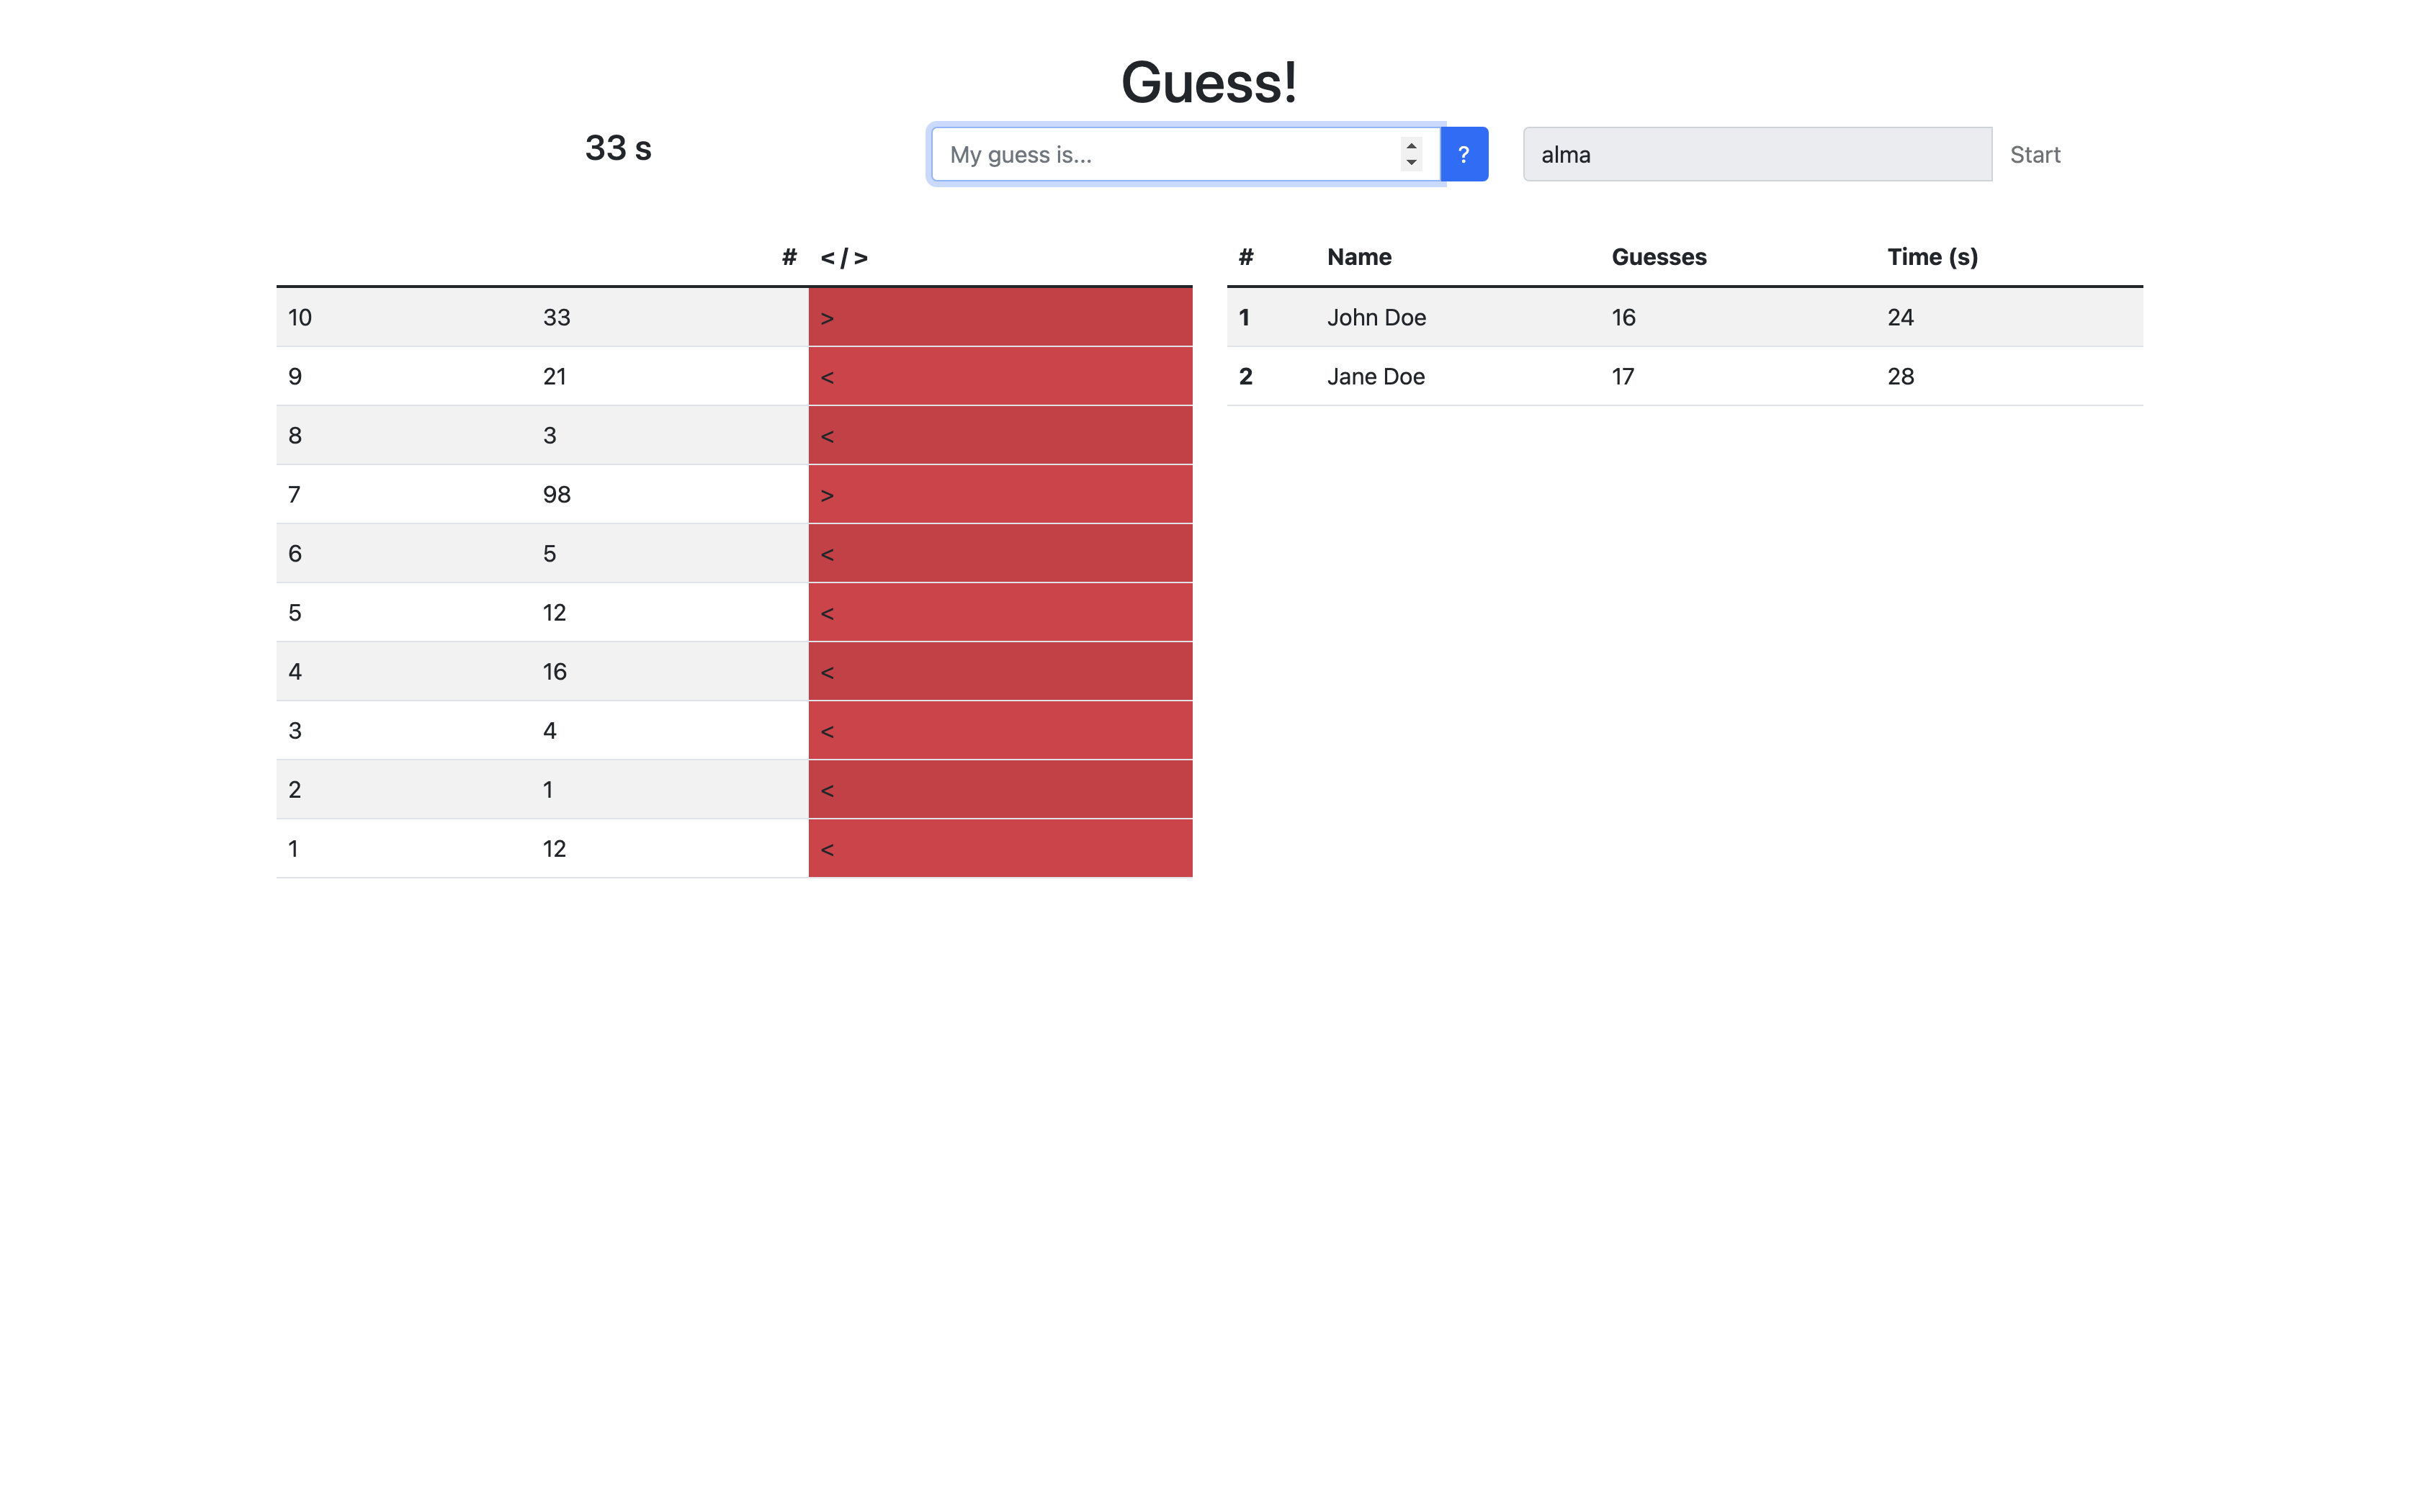 Guess!
33 s
My guess is...
?
alma
Start
# < / >
10 33 >
9 21 <
8 3 <
7 98 >
6 5 <
5 12 <
4 16 <
3 4 <
2 1 <
1 12 <
# Name Guesses Time (s)
1 John Doe 16 24
2 Jane Doe 17 28